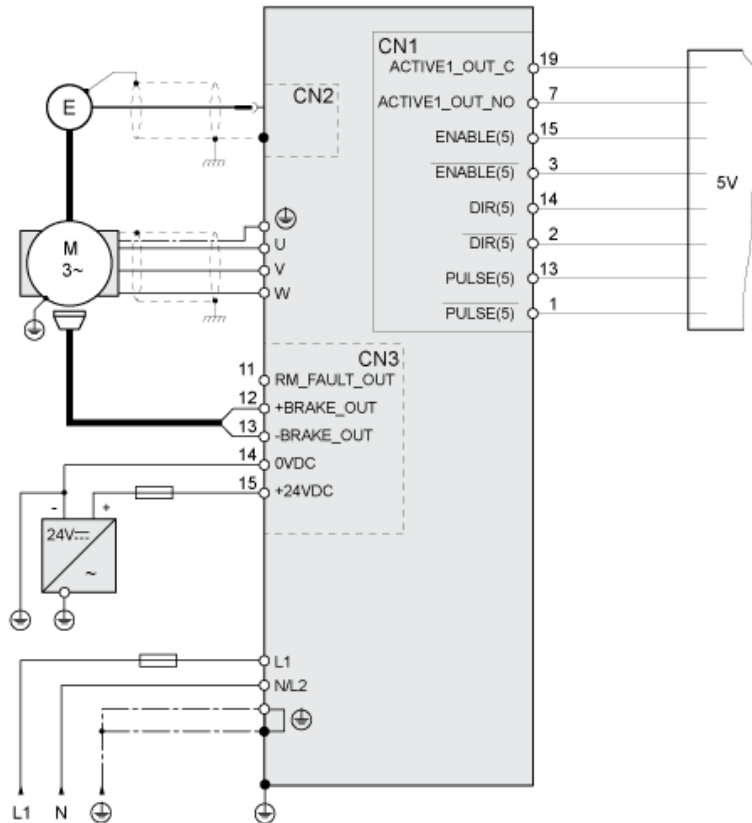 CN1
ACTIVE1_OUT_C 19
ACTIVE1_OUT_NO 7
ENABLE(5) 15
ENABLE(5) 3
DIR(5) 14
DIR(5) 2
PULSE(5) 13
PULSE(5) 1
5V
E
CN2
M
3~
U
V
W
CN3
11 RM_FAULT_OUT
12 +BRAKE_OUT
13 -BRAKE_OUT
14 0VDC
15 +24VDC
- +
24V
~
L1
N/L2
L1 N